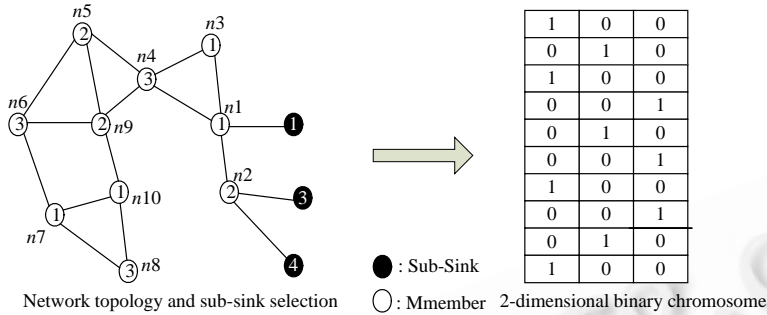 n5
2
n3
1
n4
3
n6
3
2
n9
n1
1
1
n2
2
3
1
n10
1
n7
3
n8
4
Network topology and sub-sink selection
: Sub-Sink
: Mmember
1 0 0
0 1 0
1 0 0
0 0 1
0 1 0
0 0 1
1 0 0
0 0 1
0 1 0
1 0 0
2-dimensional binary chromosome